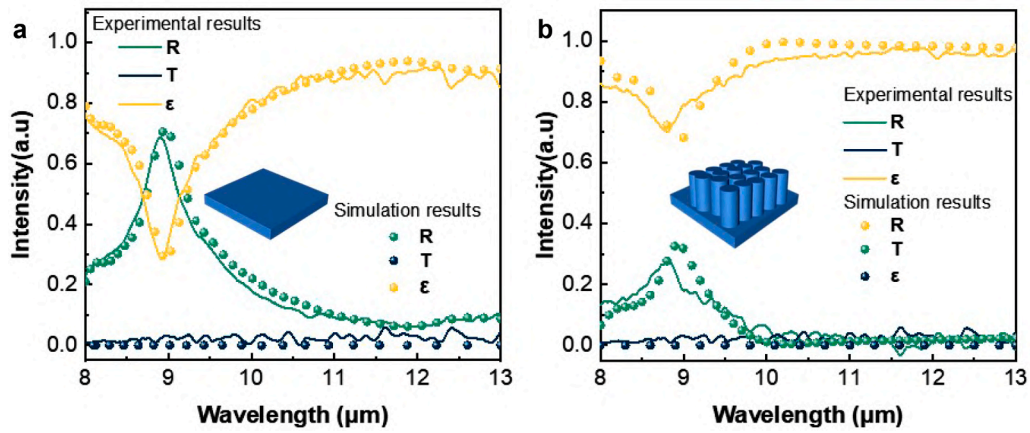 a
Experimental results
R
T
ε
Simulation results
R
T
ε
Intensity(a.u)
1.0
0.8
0.6
0.4
0.2
0.0
8 9 10 11 12 13
Wavelength (μm)
b
Experimental results
R
T
ε
Simulation results
R
T
ε
Intensity(a.u)
1.0
0.8
0.6
0.4
0.2
0.0
8 9 10 11 12 13
Wavelength (μm)